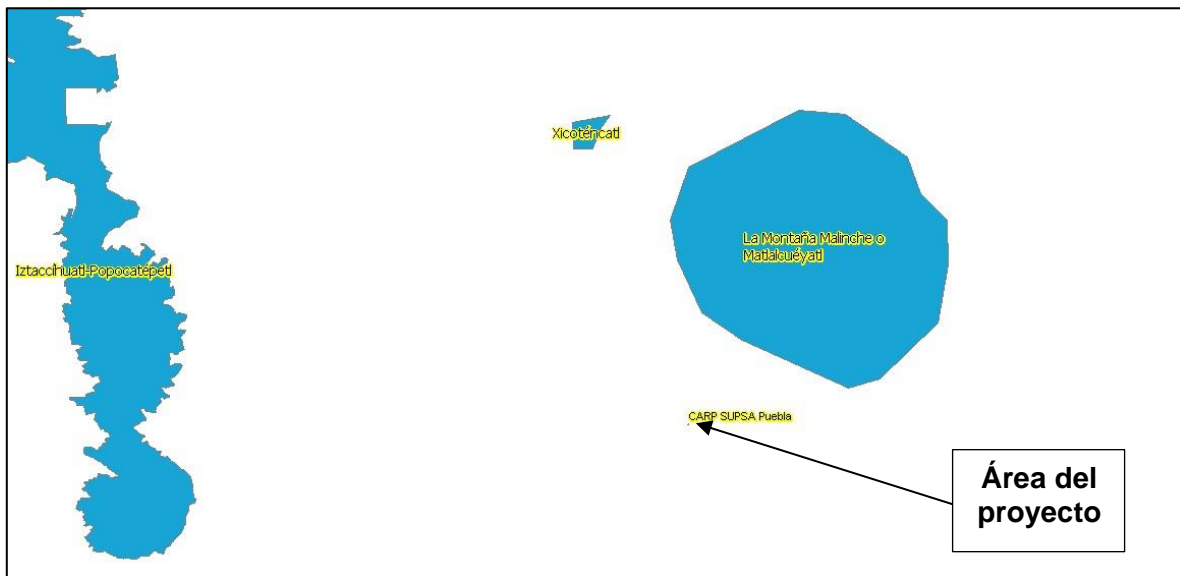 Xicoténcatl
La Montaña Malinche o
Matlalcuéyatl
Iztaccíhuatl-Popocatépetl
CARP SUPSA Puebla
Área del
proyecto